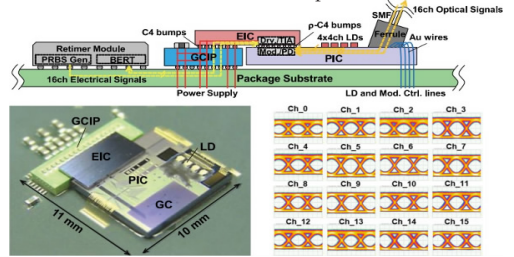 C4 bumps
EIC
Drv./TIA
Mod./PD
ρ-C4 bumps
4x4ch LDs
SMF
16ch Optical Signals
Ferrule
Au wires
Retimer Module
PRBS Gen.
BERT
GCIP
PIC
16ch Electrical Signals
Package Substrate
Power Supply
LD and Mod. Ctrl. lines
GCIP
EIC
PIC
LD
GC
11 mm
10 mm
Ch_0 Ch_1 Ch_2 Ch_3
Ch_4 Ch_5 Ch_6 Ch_7
Ch_8 Ch_9 Ch_10 Ch_11
Ch_12 Ch_13 Ch_14 Ch_15